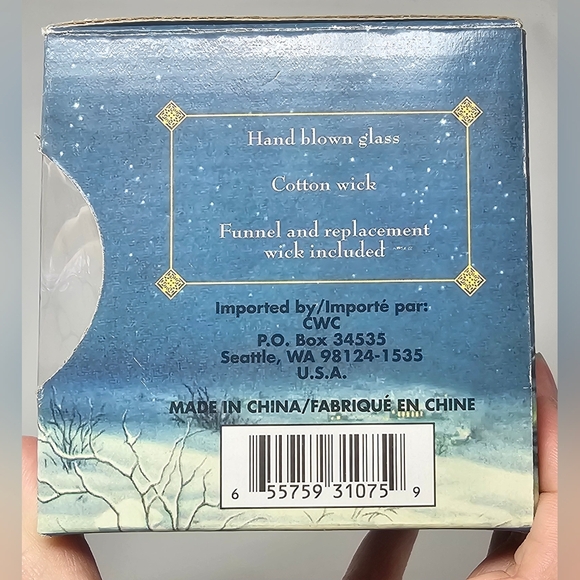 Hand blown glass
Cotton wick
Funnel and replacement
wick included
Imported by/Importé par:
CWC
P.O. Box 34535
Seattle, WA 98124-1535
U.S.A.
MADE IN CHINA/FABRIQUÉ EN CHINE
6 55759 31075 9